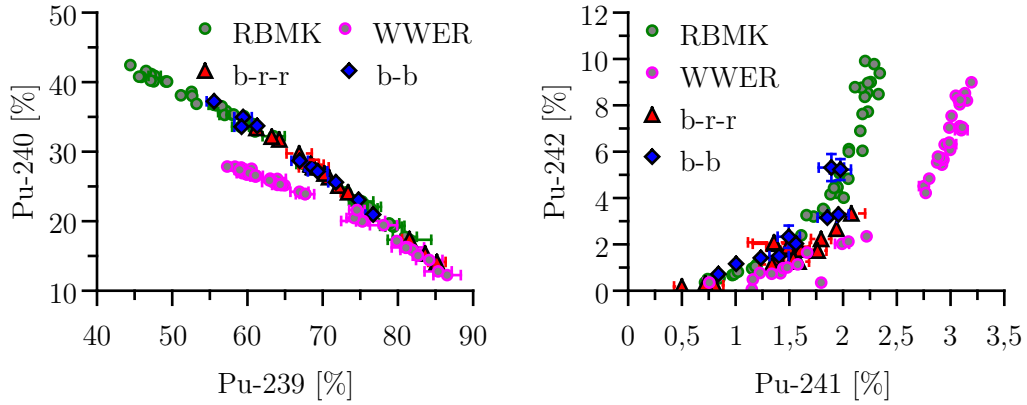 50
40
30
20
10
40 50 60 70 80 90
Pu-240 [%]
Pu-239 [%]
RBMK WWER
b-r-r b-b
12
10
8
6
4
2
0
0 0,5 1 1,5 2 2,5 3 3,5
Pu-242 [%]
Pu-241 [%]
RBMK
WWER
b-r-r
b-b